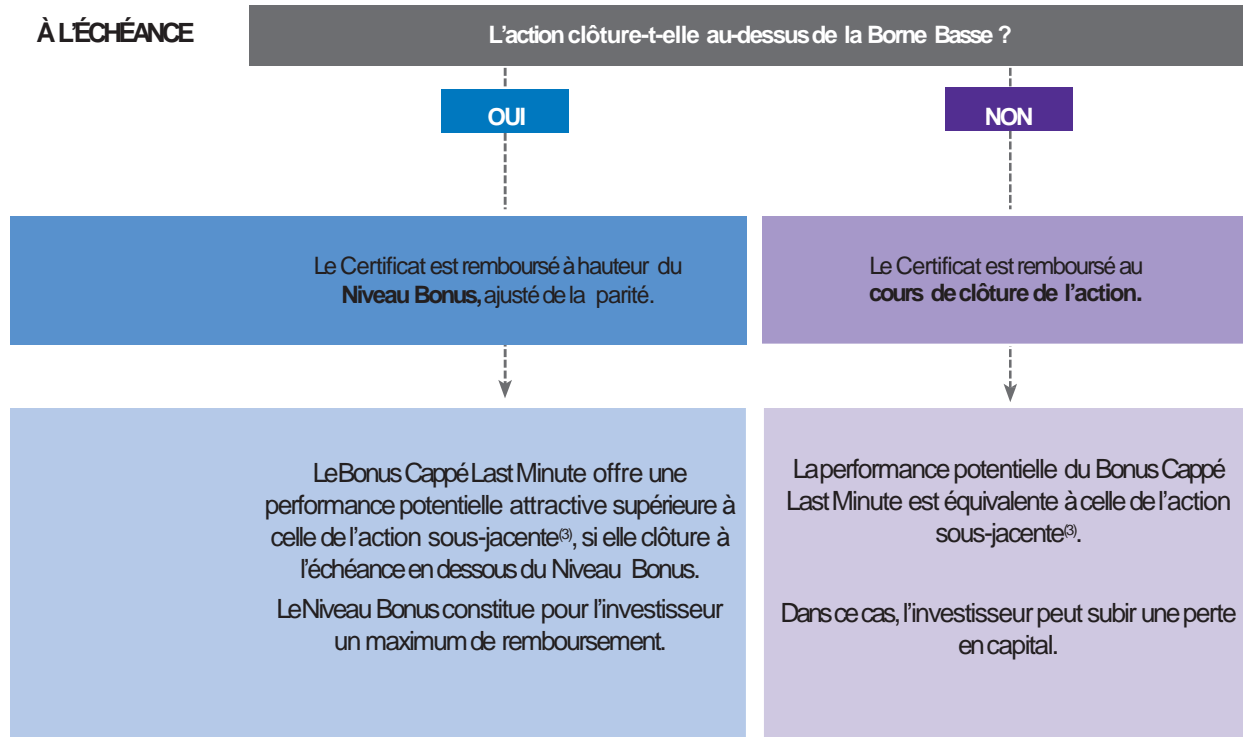 À L'ÉCHÉANCE
L'action clôture-t-elle au-dessus de la Borne Basse ?
OUI
NON
Le Certificat est remboursé à hauteur du
Niveau Bonus, ajusté de la parité.
Le Certificat est remboursé au
cours de clôture de l'action.
Le Bonus Cappé Last Minute offre une
performance potentielle attractive supérieure à
celle de l'action sous-jacente(3), si elle clôture à
l'échéance en dessous du Niveau Bonus.
Le Niveau Bonus constitue pour l'investisseur
un maximum de remboursement.
La performance potentielle du Bonus Cappé
Last Minute est équivalente à celle de l'action
sous-jacente(3).
Dans ce cas, l'investisseur peut subir une perte
en capital.